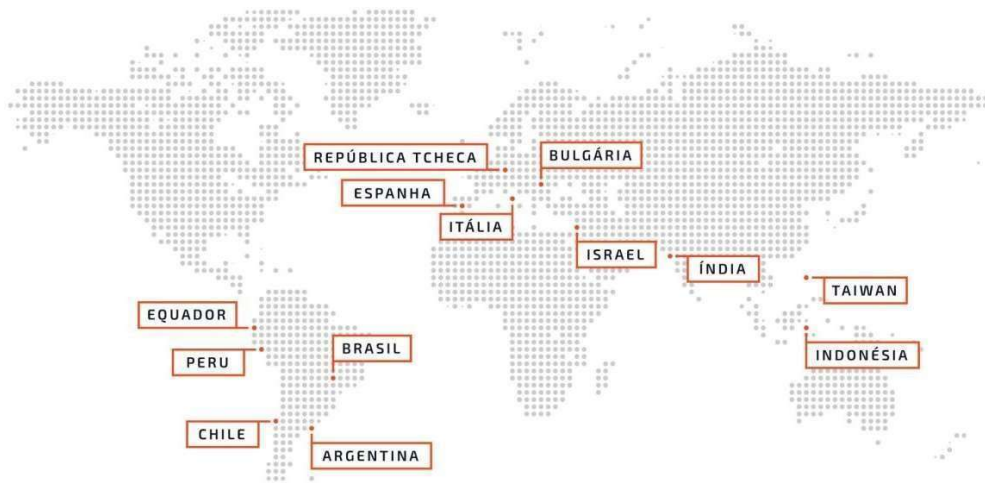 REPÚBLICA TCHECA
BULGÁRIA
ESPANHA
ITÁLIA
ISRAEL
ÍNDIA
TAIWAN
EQUADOR
BRASIL
INDONÉSIA
PERU
CHILE
ARGENTINA